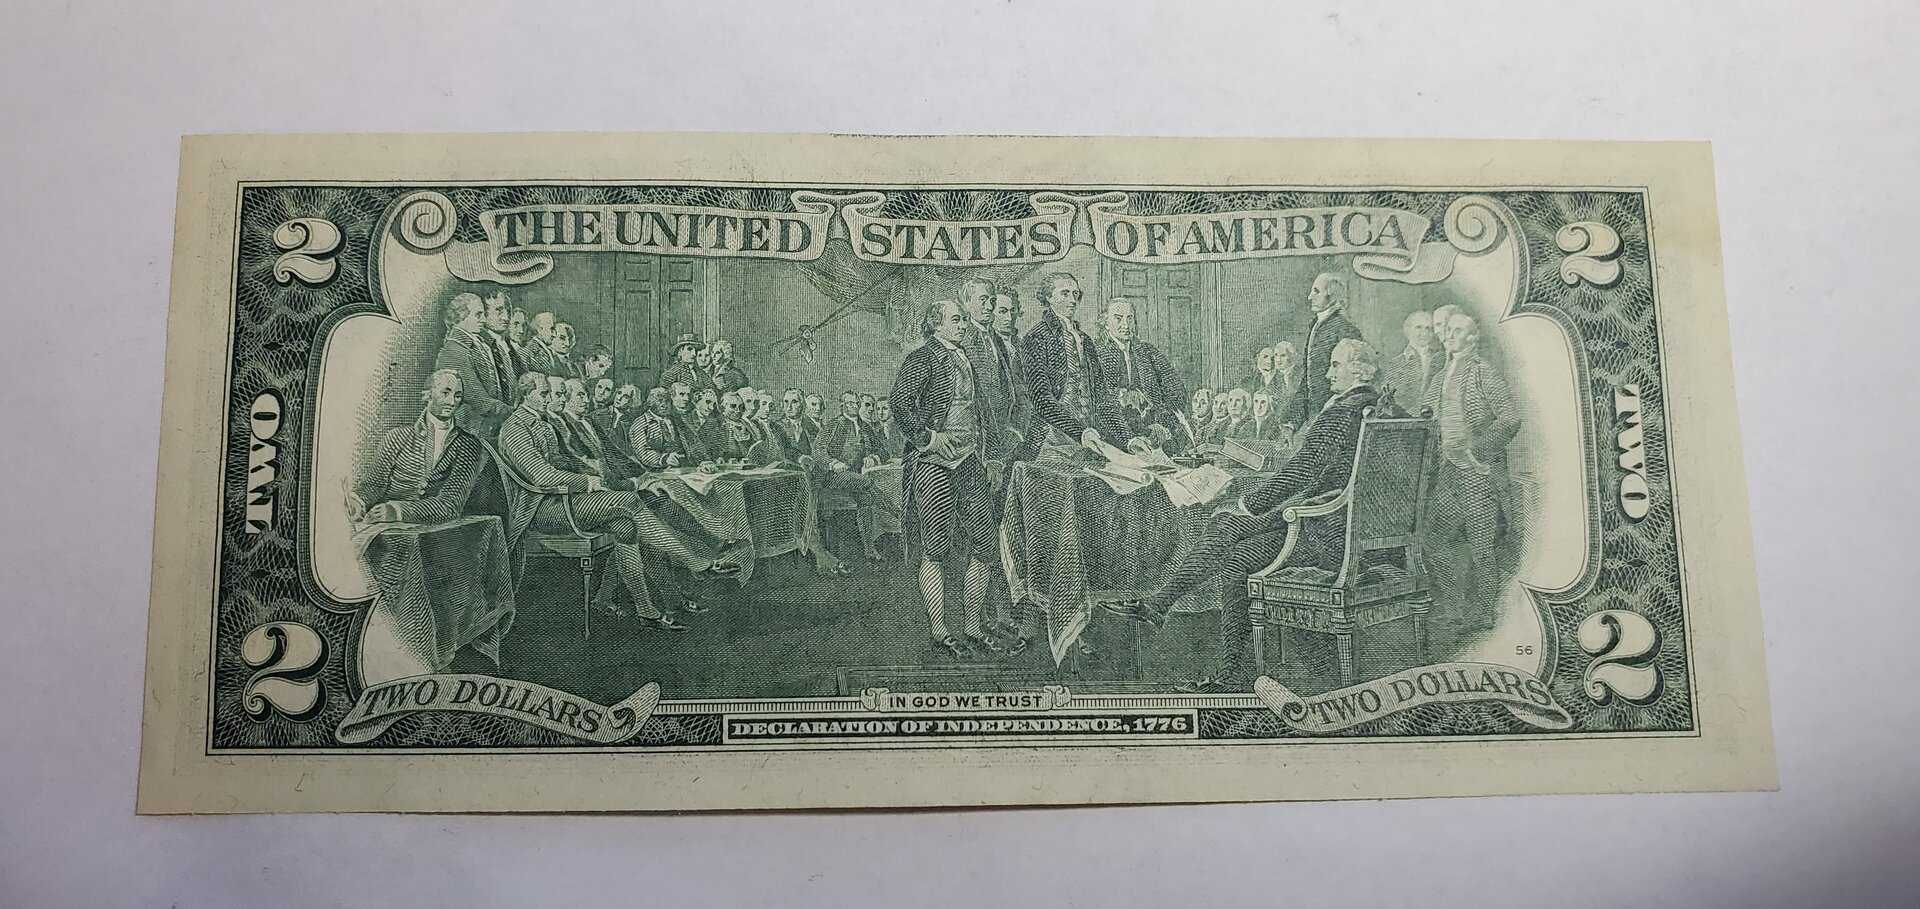 THE UNITED STATES OF AMERICA
2
2
TWO
TWO
56
2
2
TWO DOLLARS
IN GOD WE TRUST
TWO DOLLARS
DECLARATION OF INDEPENDENCE, 1776